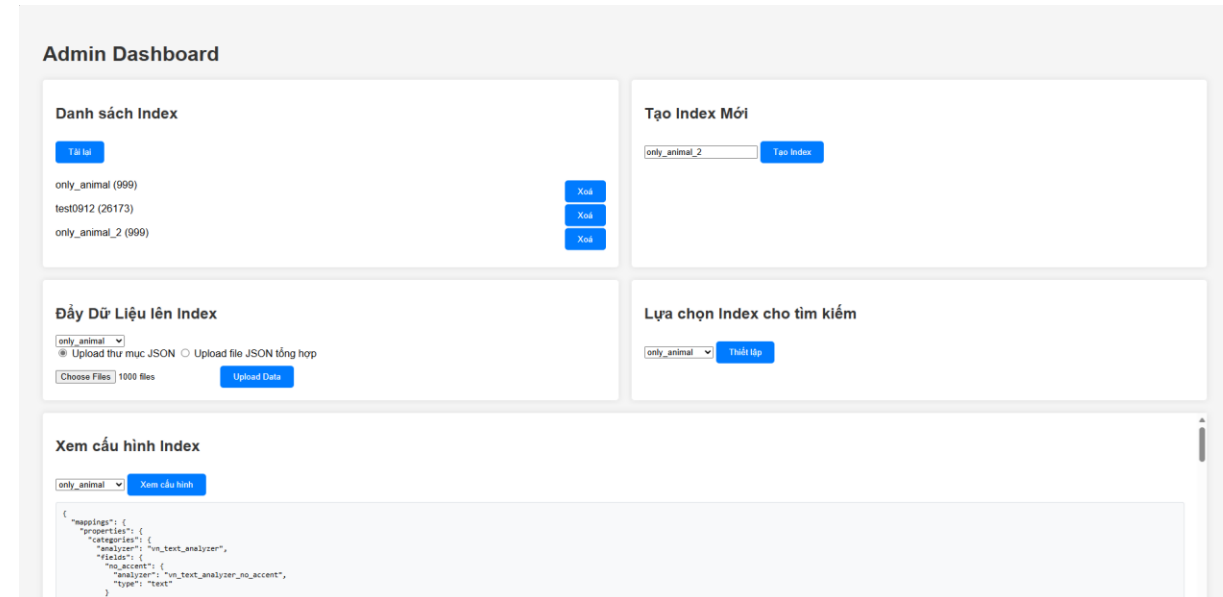 Admin Dashboard
Danh sách Index
Tải lại
only_animal (999)
Xoá
test0912 (26173)
Xoá
only_animal_2 (999)
Xoá
Tạo Index Mới
only_animal_2
Tạo Index
Đẩy Dữ Liệu lên Index
only_animal
Upload thư mục JSON Upload file JSON tổng hợp
Choose Files 1000 files
Upload Data
Lựa chọn Index cho tìm kiếm
only_animal
Thiết lập
Xem cấu hình Index
only_animal
Xem cấu hình
{
"mappings": {
"properties": {
"categories": {
"analyzer": "vn_text_analyzer",
"fields": {
"no_accent": {
"analyzer": "vn_text_analyzer_no_accent",
"type": "text"
}